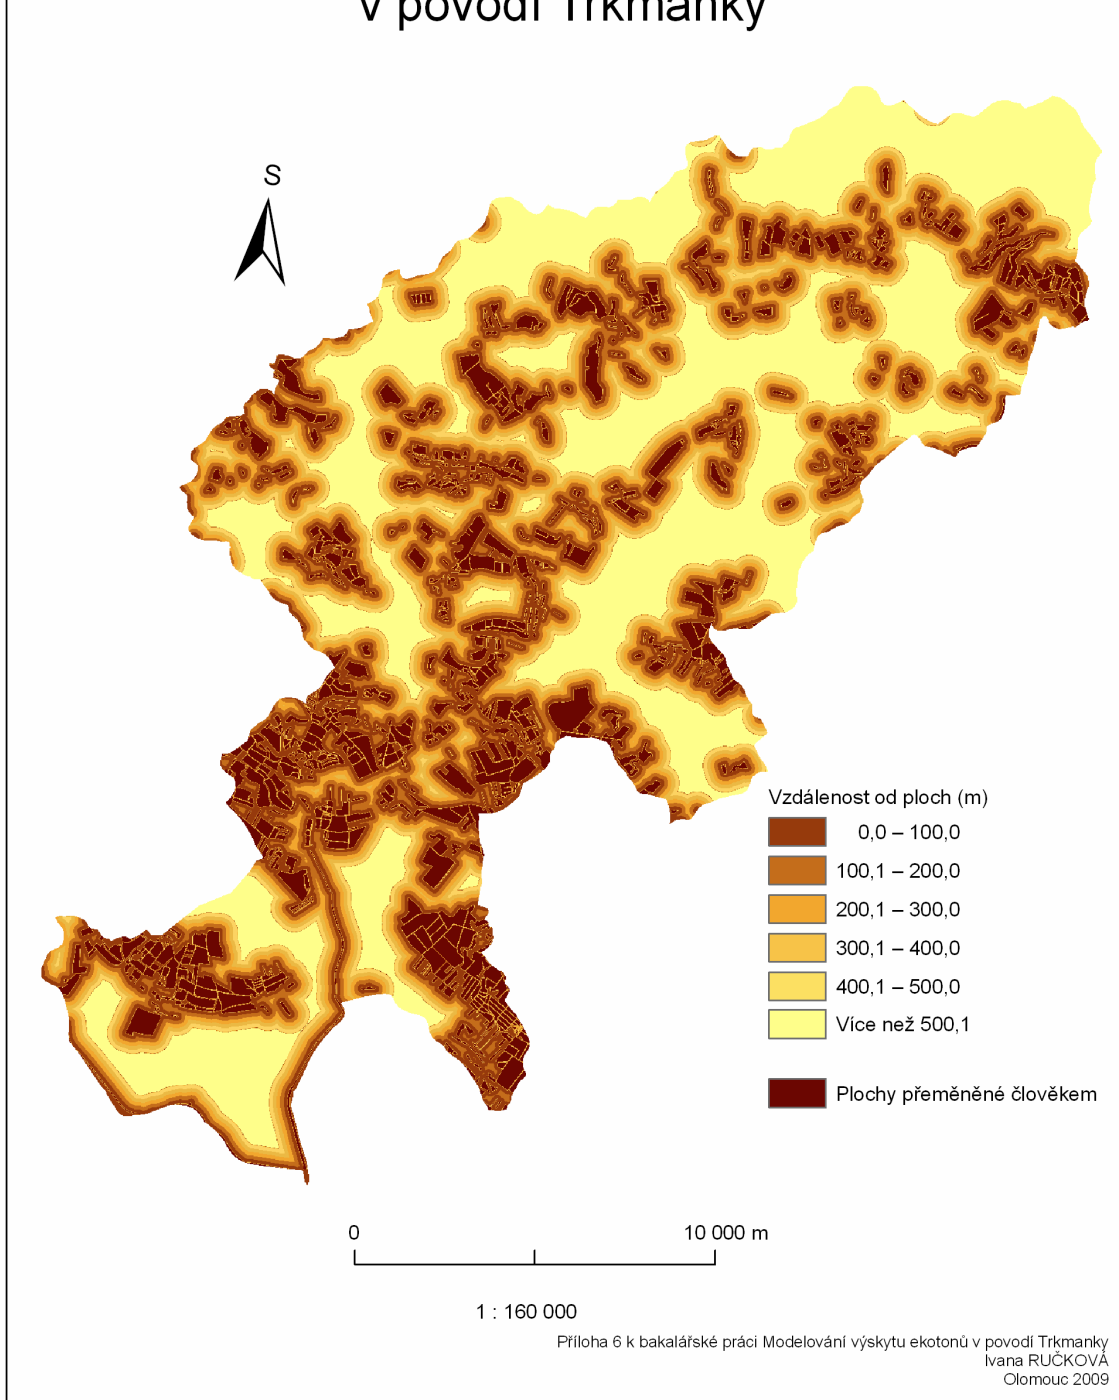 v povodí Trkmanky
S
Vzdálenost od ploch (m)
0,0 – 100,0
100,1 – 200,0
200,1 – 300,0
300,1 – 400,0
400,1 – 500,0
Více než 500,1
Plochy přeměněné člověkem
0 10 000 m
1 : 160 000
Příloha 6 k bakalářské práci Modelování výskytu ekotonů v povodí Trkmanky
Ivana RUČKOVÁ
Olomouc 2009